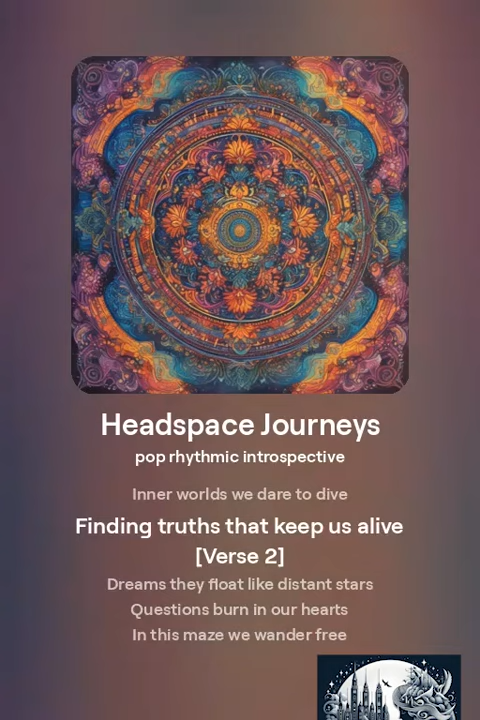 Headspace Journeys
pop rhythmic introspective
Inner worlds we dare to dive
Finding truths that keep us alive
[Verse 2]
Dreams they float like distant stars
Questions burn in our hearts
In this maze we wander free